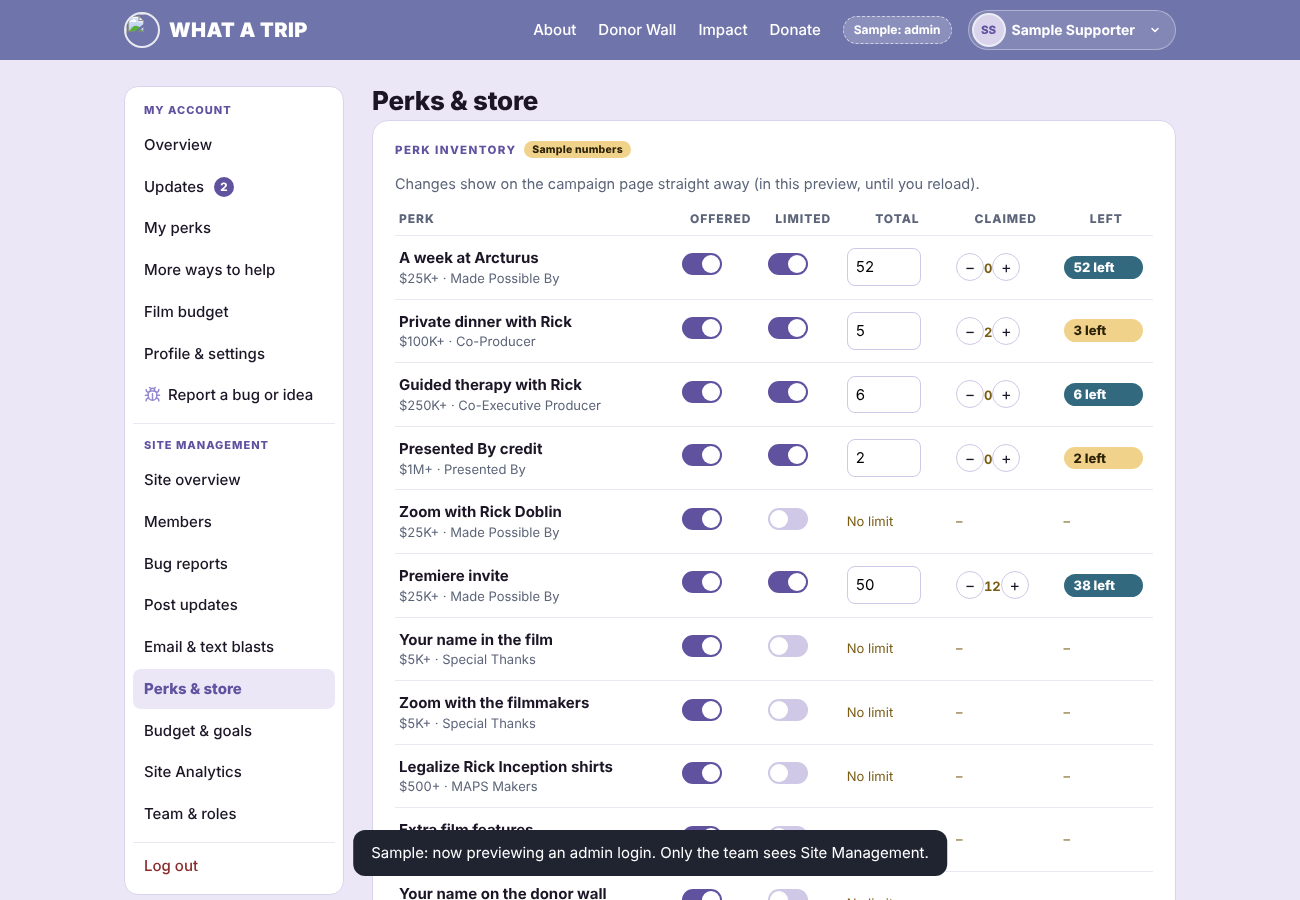 WHAT A TRIP
About Donor Wall Impact Donate Sample: admin SS Sample Supporter
MY ACCOUNT
Overview
Updates 2
My perks
More ways to help
Film budget
Profile & settings
Report a bug or idea
SITE MANAGEMENT
Site overview
Members
Bug reports
Post updates
Email & text blasts
Perks & store
Budget & goals
Site Analytics
Team & roles
Log out
Perks & store
PERK INVENTORY Sample numbers
Changes show on the campaign page straight away (in this preview, until you reload).
PERK OFFERED LIMITED TOTAL CLAIMED LEFT
A week at Arcturus
$25K+ · Made Possible By
52 − 0 + 52 left
Private dinner with Rick
$100K+ · Co-Producer
5 − 2 + 3 left
Guided therapy with Rick
$250K+ · Co-Executive Producer
6 − 0 + 6 left
Presented By credit
$1M+ · Presented By
2 − 0 + 2 left
Zoom with Rick Doblin
$25K+ · Made Possible By
No limit – –
Premiere invite
$25K+ · Made Possible By
50 − 12 + 38 left
Your name in the film
$5K+ · Special Thanks
No limit – –
Zoom with the filmmakers
$5K+ · Special Thanks
No limit – –
Legalize Rick Inception shirts
$500+ · MAPS Makers
No limit – –
Extra film features
– –
Sample: now previewing an admin login. Only the team sees Site Management.
Your name on the donor wall